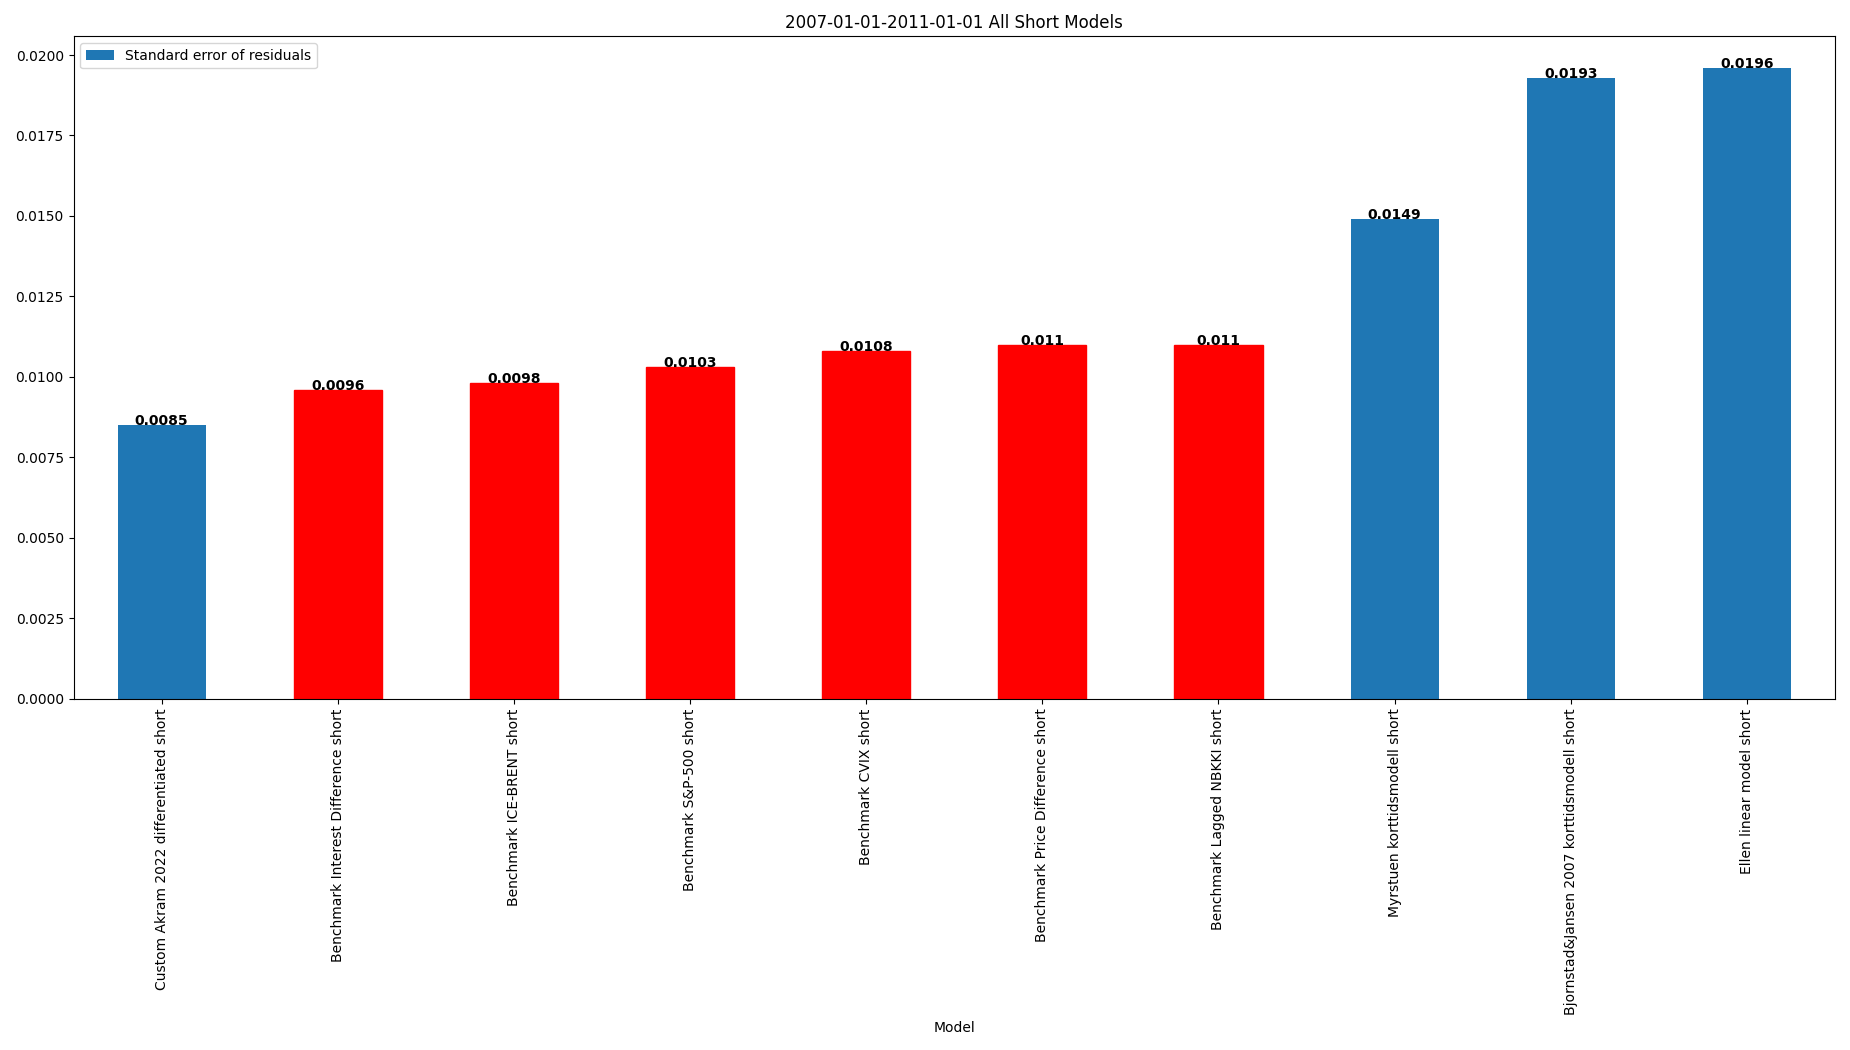 2007-01-01-2011-01-01 All Short Models
Standard error of residuals
0.0200
0.0175
0.0150
0.0125
0.0100
0.0075
0.0050
0.0025
0.0000
0.0085
0.0096
0.0098
0.0103
0.0108
0.011
0.011
0.0149
0.0193
0.0196
Custom Akram 2022 differentiated short
Benchmark Interest Difference short
Benchmark ICE-BRENT short
Benchmark S&P-500 short
Benchmark CVIX short
Benchmark Price Difference short
Benchmark Lagged NBKKI short
Myrstuen korttidsmodell short
Bjornstad&Jansen 2007 korttidsmodell short
Ellen linear model short
Model